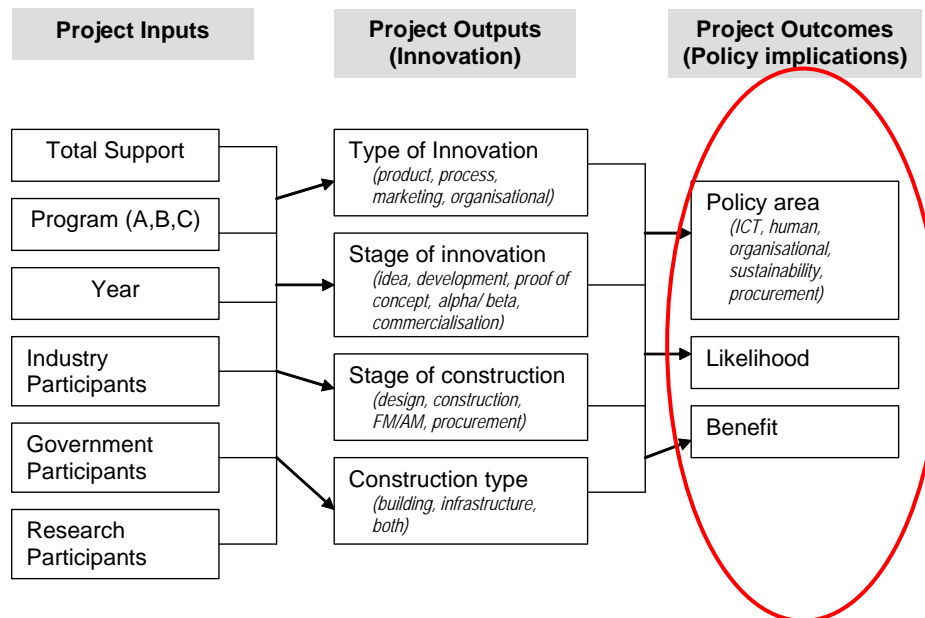 Project Inputs
Project Outputs
(Innovation)
Project Outcomes
(Policy implications)
Total Support
Program (A,B,C)
Year
Industry
Participants
Government
Participants
Research
Participants
Type of Innovation
(product, process,
marketing, organisational)
Stage of innovation
(idea, development, proof of
concept, alpha/ beta,
commercialisation)
Stage of construction
(design, construction,
FM/AM, procurement)
Construction type
(building, infrastructure,
both)
Policy area
(ICT, human,
organisational,
sustainability,
procurement)
Likelihood
Benefit